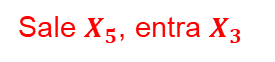 Sale X₅, entra X₃